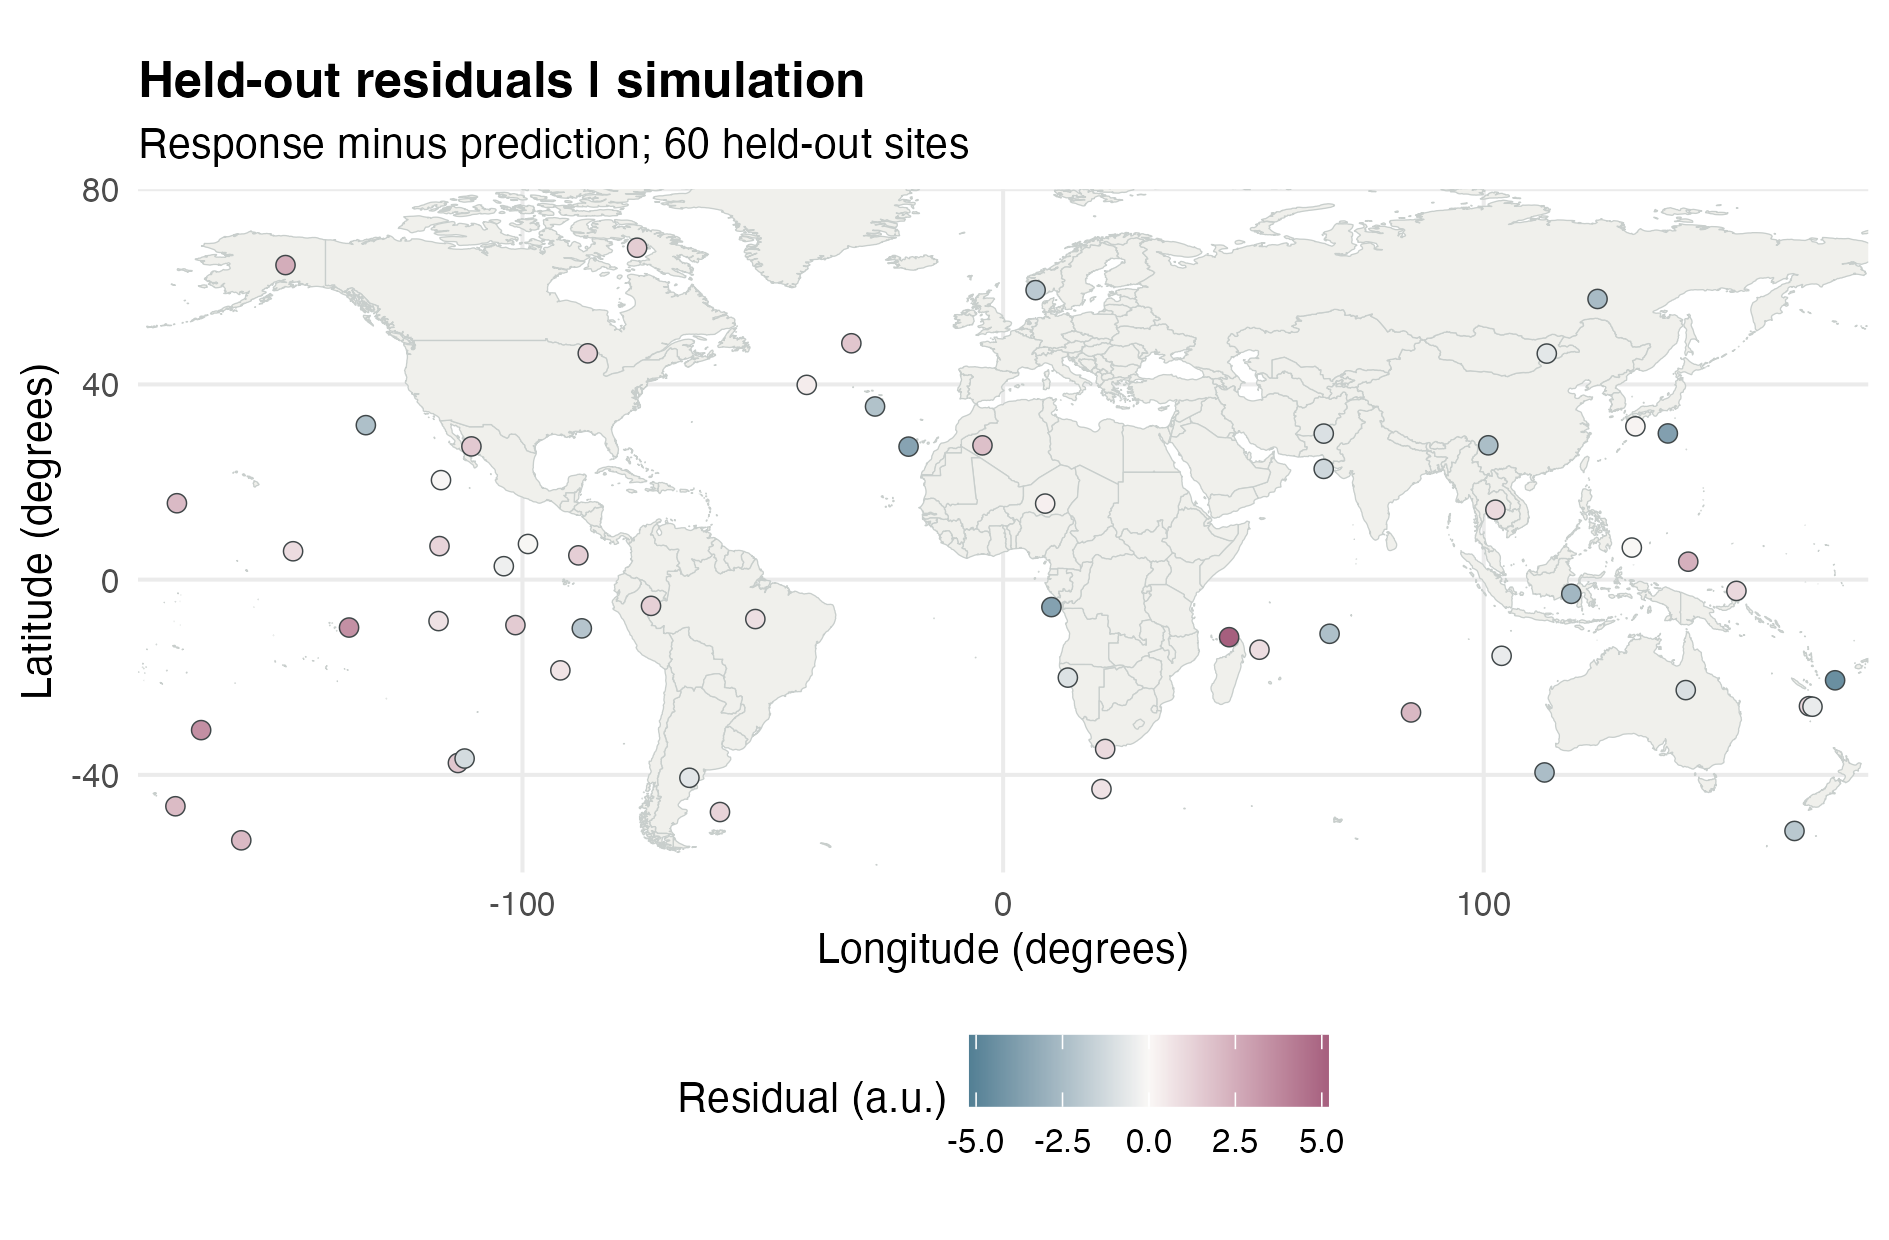 Held-out residuals | simulation
Response minus prediction; 60 held-out sites
80
40
0
-40
Latitude (degrees)
-100 0 100
Longitude (degrees)
Residual (a.u.)
-5.0 -2.5 0.0 2.5 5.0